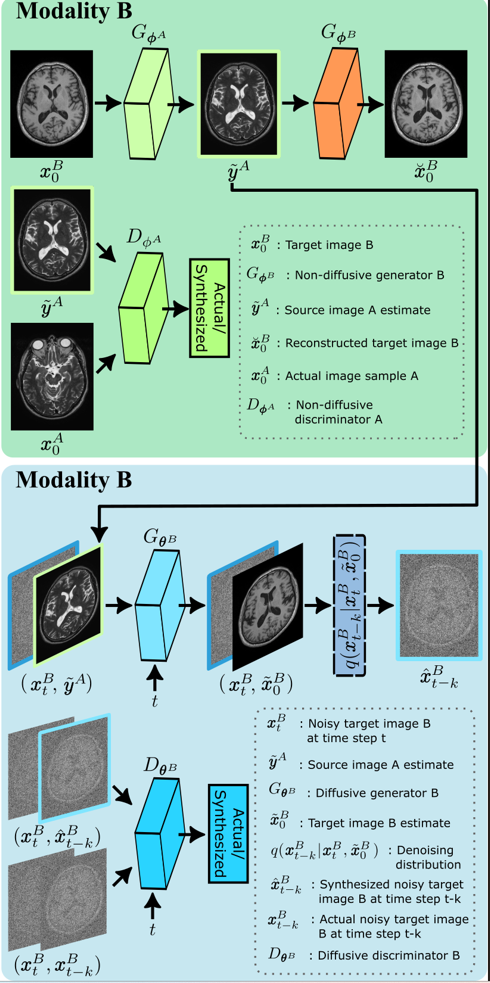 Modality B
G_{ϕ^A} G_{ϕ^B}
x_0^B ỹ^A x̆_0^B
D_{ϕ^A}
ỹ^A
Actual/
Synthesized
x_0^A
x_0^B : Target image B
G_{ϕ^B} : Non-diffusive generator B
ỹ^A : Source image A estimate
x̆_0^B : Reconstructed target image B
x_0^A : Actual image sample A
D_{ϕ^A} : Non-diffusive
discriminator A
Modality B
G_{θ^B}
q(x_{t-k}^B|x_t^B, x̃_0^B)
(x_t^B, ỹ^A) (x_t^B, x̃_0^B) x̂_{t-k}^B
t
D_{θ^B}
(x_t^B, x̂_{t-k}^B)
Actual/
Synthesized
t
(x_t^B, x_{t-k}^B)
x_t^B : Noisy target image B
at time step t
ỹ^A : Source image A estimate
G_{θ^B} : Diffusive generator B
x̃_0^B : Target image B estimate
q(x_{t-k}^B|x_t^B, x̃_0^B) : Denoising
distribution
x̂_{t-k}^B : Synthesized noisy target
image B at time step t-k
x_{t-k}^B : Actual noisy target image
B at time step t-k
D_{θ^B} : Diffusive discriminator B